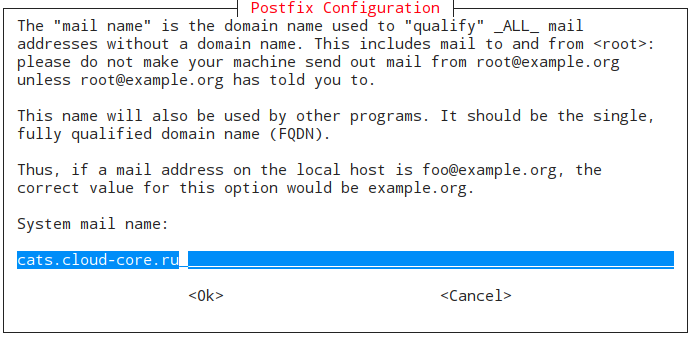 Postfix Configuration
The "mail name" is the domain name used to "qualify" _ALL_ mail
addresses without a domain name. This includes mail to and from <root>:
please do not make your machine send out mail from root@example.org
unless root@example.org has told you to.
This name will also be used by other programs. It should be the single,
fully qualified domain name (FQDN).
Thus, if a mail address on the local host is foo@example.org, the
correct value for this option would be example.org.
System mail name:
cats.cloud-core.ru
<Ok> <Cancel>